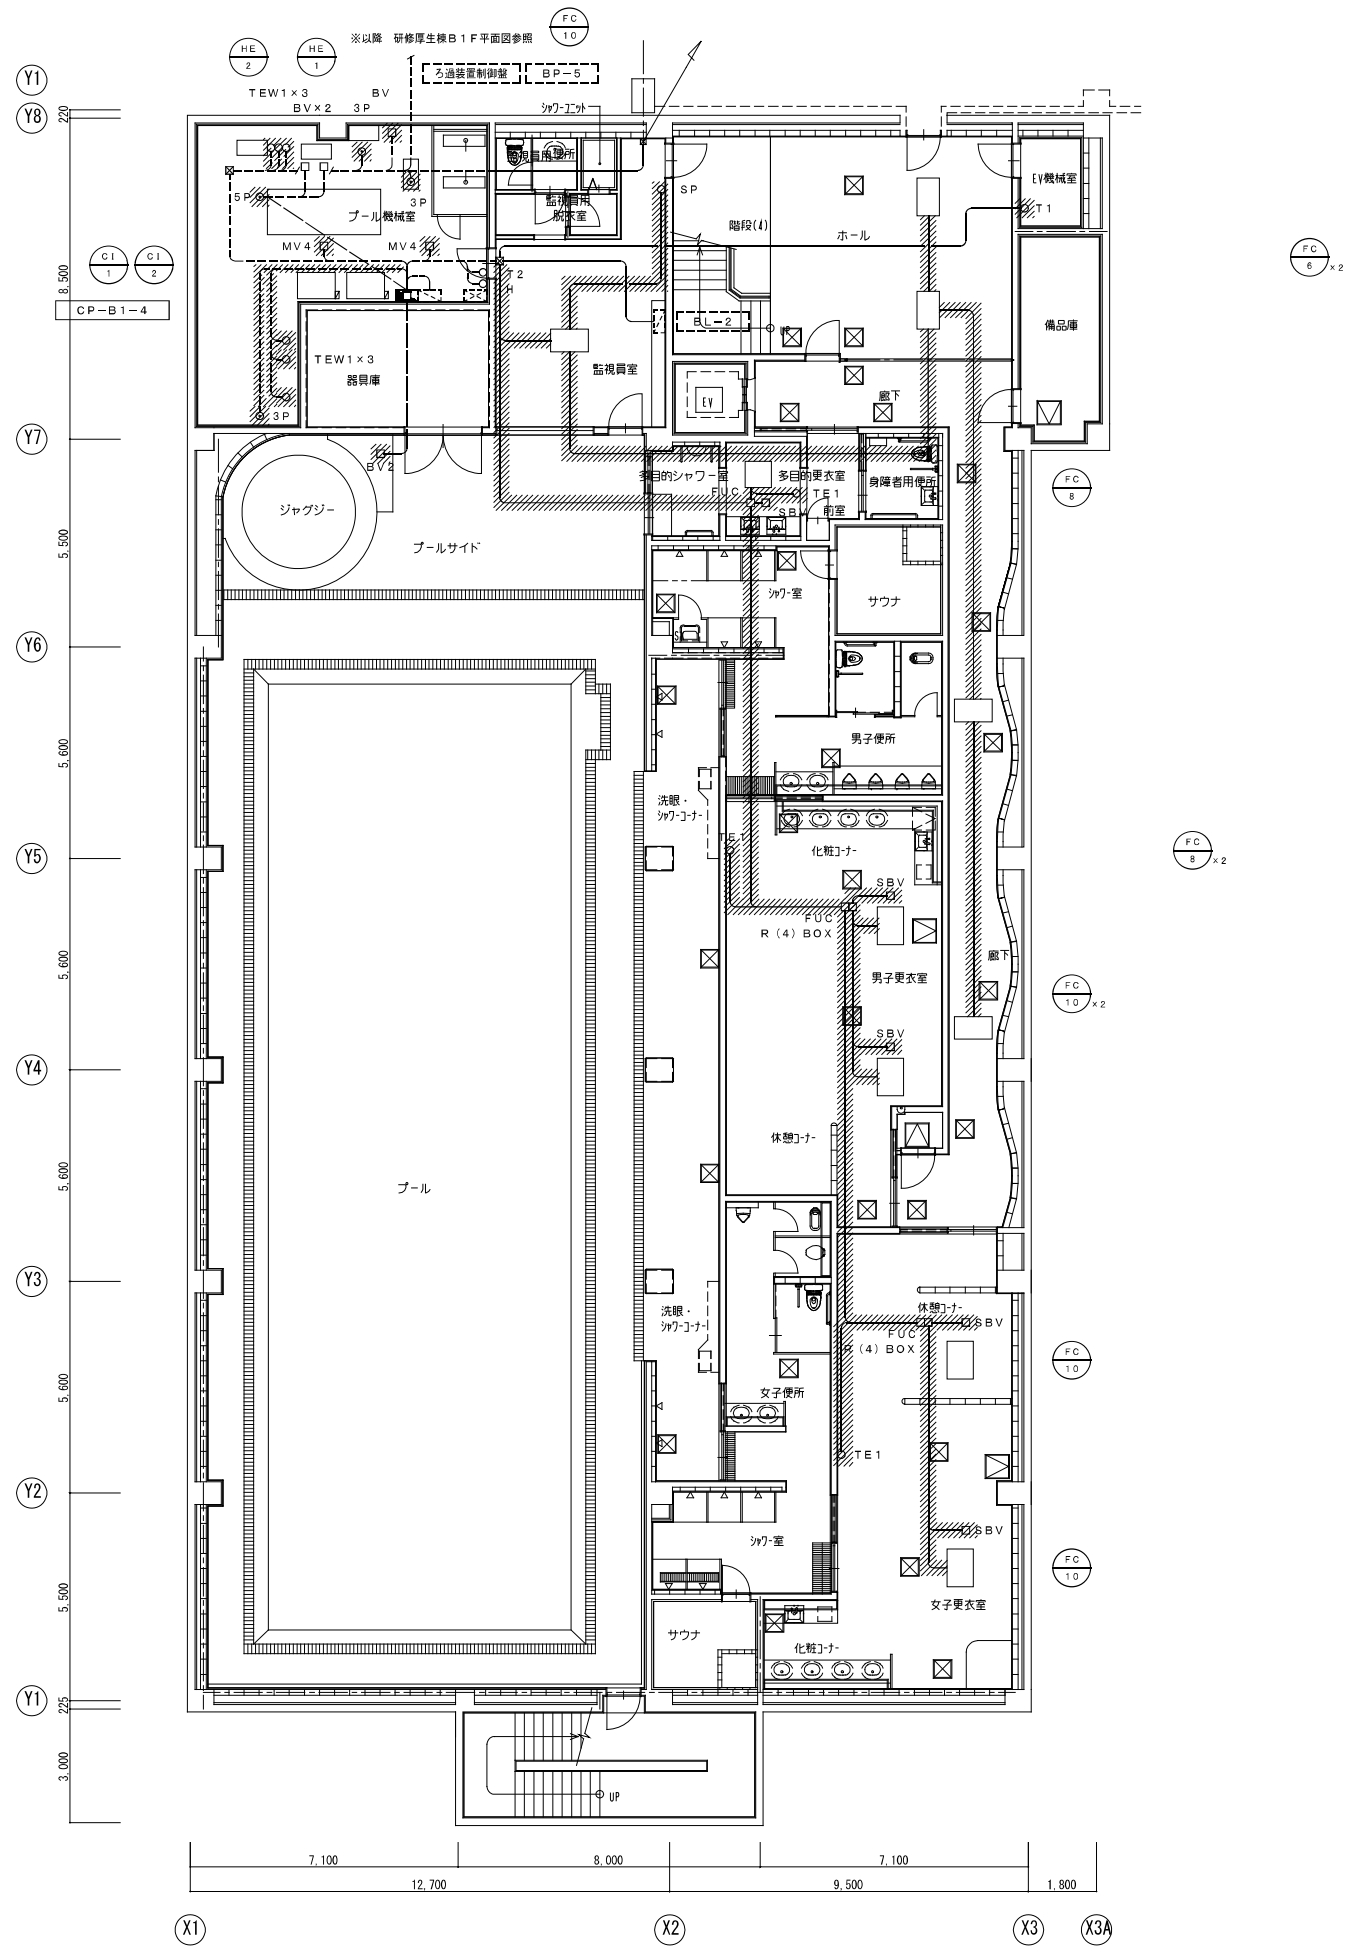 FC
10
※以降 研修厚生棟B1F平面図参照
HE
2
HE
1
ろ過装置制御盤
BP-5
Y1
TEW1×3
BV
BV×2
3P
シャワーユニット
Y8
220
監視員用便所
EV機械室
5P
3P
SP
T1
監視員用
脱衣室
プール機械室
階段(4)
ホール
MV4
MV4
CI
1
CI
2
FC
6
×2
8,500
T2
H
CP-B1-4
BL-2
UP
備品庫
TEW1×3
監視員室
器具庫
廊下
EV
3P
Y7
BV2
多目的シャワー室
多目的更衣室
身障者用便所
FC
8
FUC
TE1
SBV
前室
ジャグジー
5,500
プールサイド
シャワー室
サウナ
Y6
男子便所
5,600
洗眼・
シャワーコーナー
TE1
化粧コーナー
FC
8
×2
Y5
SBV
FUC
R(4)BOX
廊下
5,600
男子更衣室
FC
10
×2
SBV
Y4
休憩コーナー
5,600
プール
Y3
休憩コーナー
洗眼・
シャワーコーナー
SBV
FUC
R(4)BOX
FC
10
5,600
女子便所
TE1
Y2
SBV
シャワー室
FC
10
5,500
女子更衣室
サウナ
化粧コーナー
Y1
225
3,000
UP
7,100
8,000
7,100
12,700
9,500
1,800
X1
X2
X3
X3A